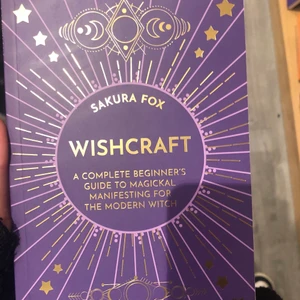 SAKURA FOX
WISHCRAFT
A COMPLETE BEGINNER'S
GUIDE TO MAGICKAL
MANIFESTING FOR
THE MODERN WITCH